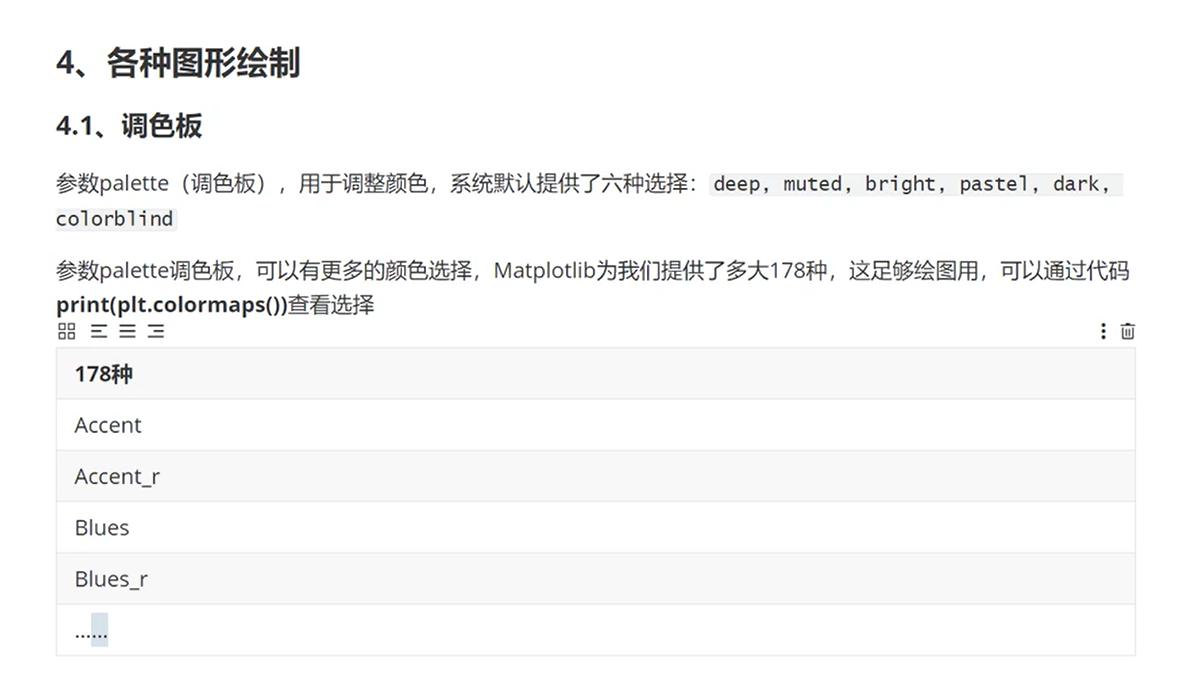 4、各种图形绘制
4.1、调色板
参数palette（调色板），用于调整颜色，系统默认提供了六种选择：deep, muted, bright, pastel, dark,
colorblind
参数palette调色板，可以有更多的颜色选择，Matplotlib为我们提供了多大178种，这足够绘图用，可以通过代码
print(plt.colormaps())查看选择
178种
Accent
Accent_r
Blues
Blues_r
……